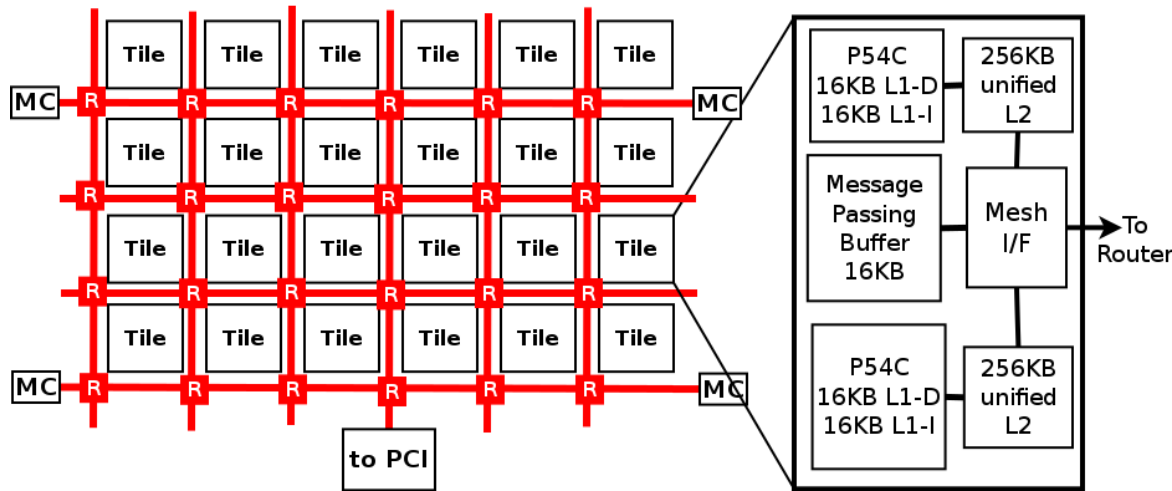 Tile Tile Tile Tile Tile Tile
MC R R R R R R MC
Tile Tile Tile Tile Tile Tile
R R R R R R
Tile Tile Tile Tile Tile Tile
R R R R R R
Tile Tile Tile Tile Tile Tile
MC R R R R R R MC
to PCI
P54C
16KB L1-D
16KB L1-I
256KB
unified
L2
Message
Passing
Buffer
16KB
Mesh
I/F
To
Router
P54C
16KB L1-D
16KB L1-I
256KB
unified
L2